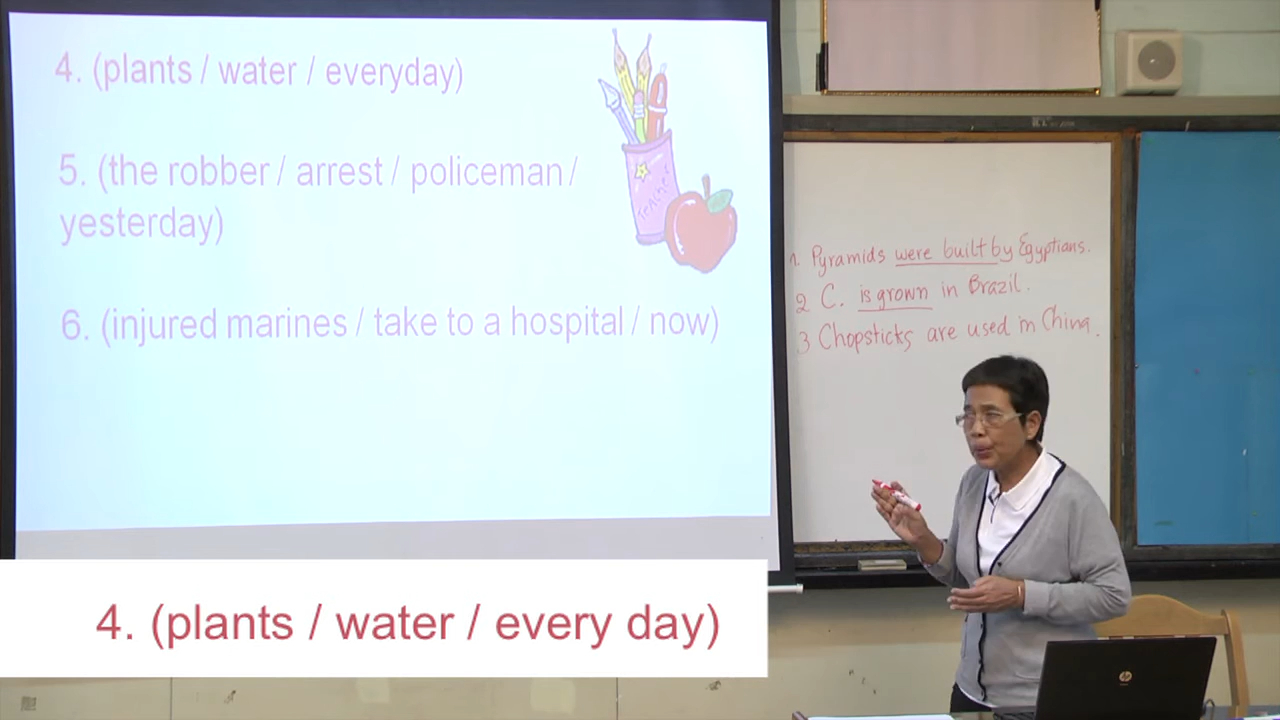 4. (plants / water / everyday)
5. (the robber / arrest / policeman /
yesterday)
6. (injured marines / take to a hospital / now)
TEACHER
1. Pyramids were built by Egyptians.
2 C. is grown in Brazil.
3 Chopsticks are used in China.
4. (plants / water / every day)
hp